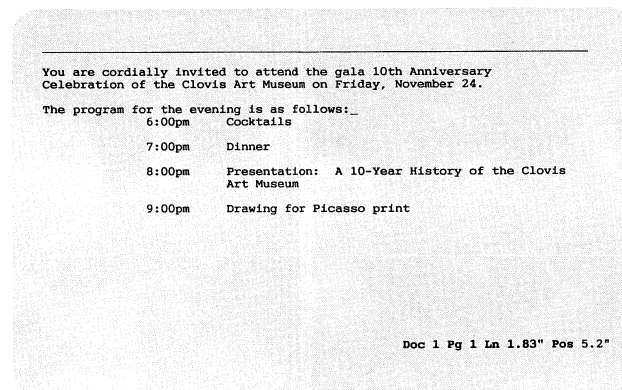 You are cordially invited to attend the gala 10th Anniversary
Celebration of the Clovis Art Museum on Friday, November 24.
The program for the evening is as follows:_
6:00pm Cocktails
7:00pm Dinner
8:00pm Presentation: A 10-Year History of the Clovis
Art Museum
9:00pm Drawing for Picasso print
Doc 1 Pg 1 Ln 1.83" Pos 5.2"